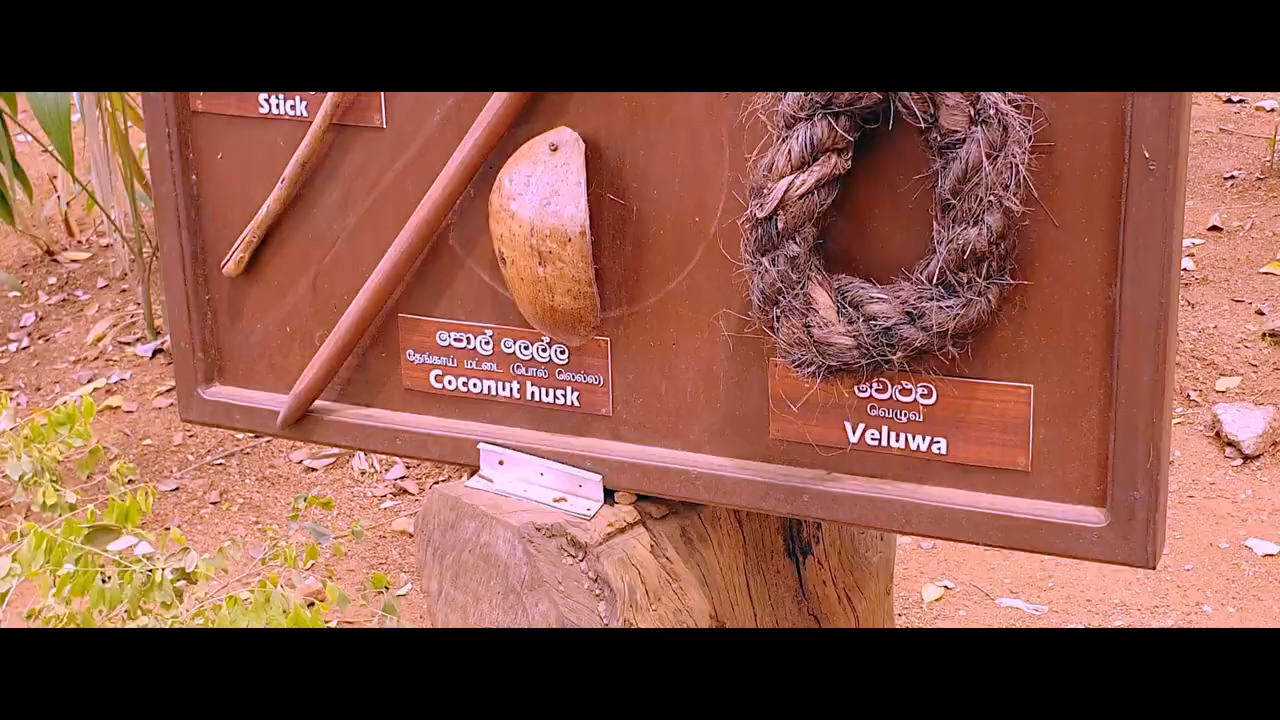 Stick
පොල් ලෙල්ල
தேங்காய் மட்டை (பொல் லெல்ல)
Coconut husk
වෙළුව
வெழுவ
Veluwa